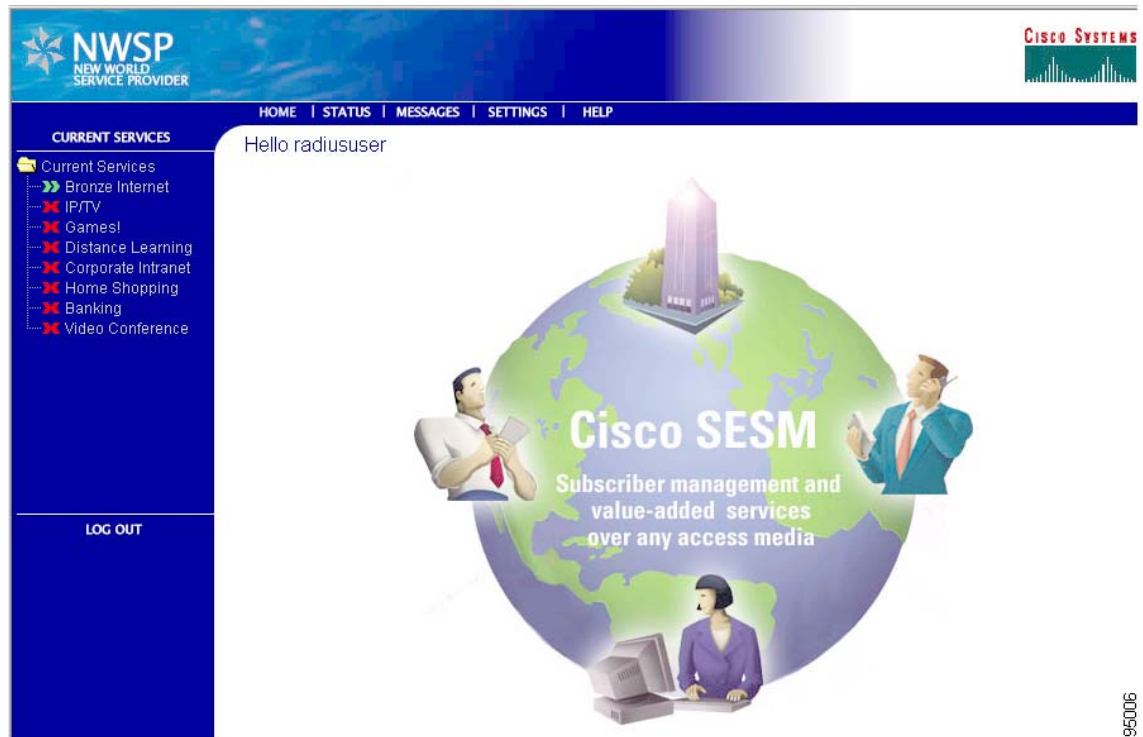 NWSP
NEW WORLD
SERVICE PROVIDER
CISCO SYSTEMS
HOME | STATUS | MESSAGES | SETTINGS | HELP
CURRENT SERVICES
Hello radiususer
Current Services
Bronze Internet
IP/TV
Games!
Distance Learning
Corporate Intranet
Home Shopping
Banking
Video Conference
LOG OUT
Cisco SESM
Subscriber management and
value-added services
over any access media
95006